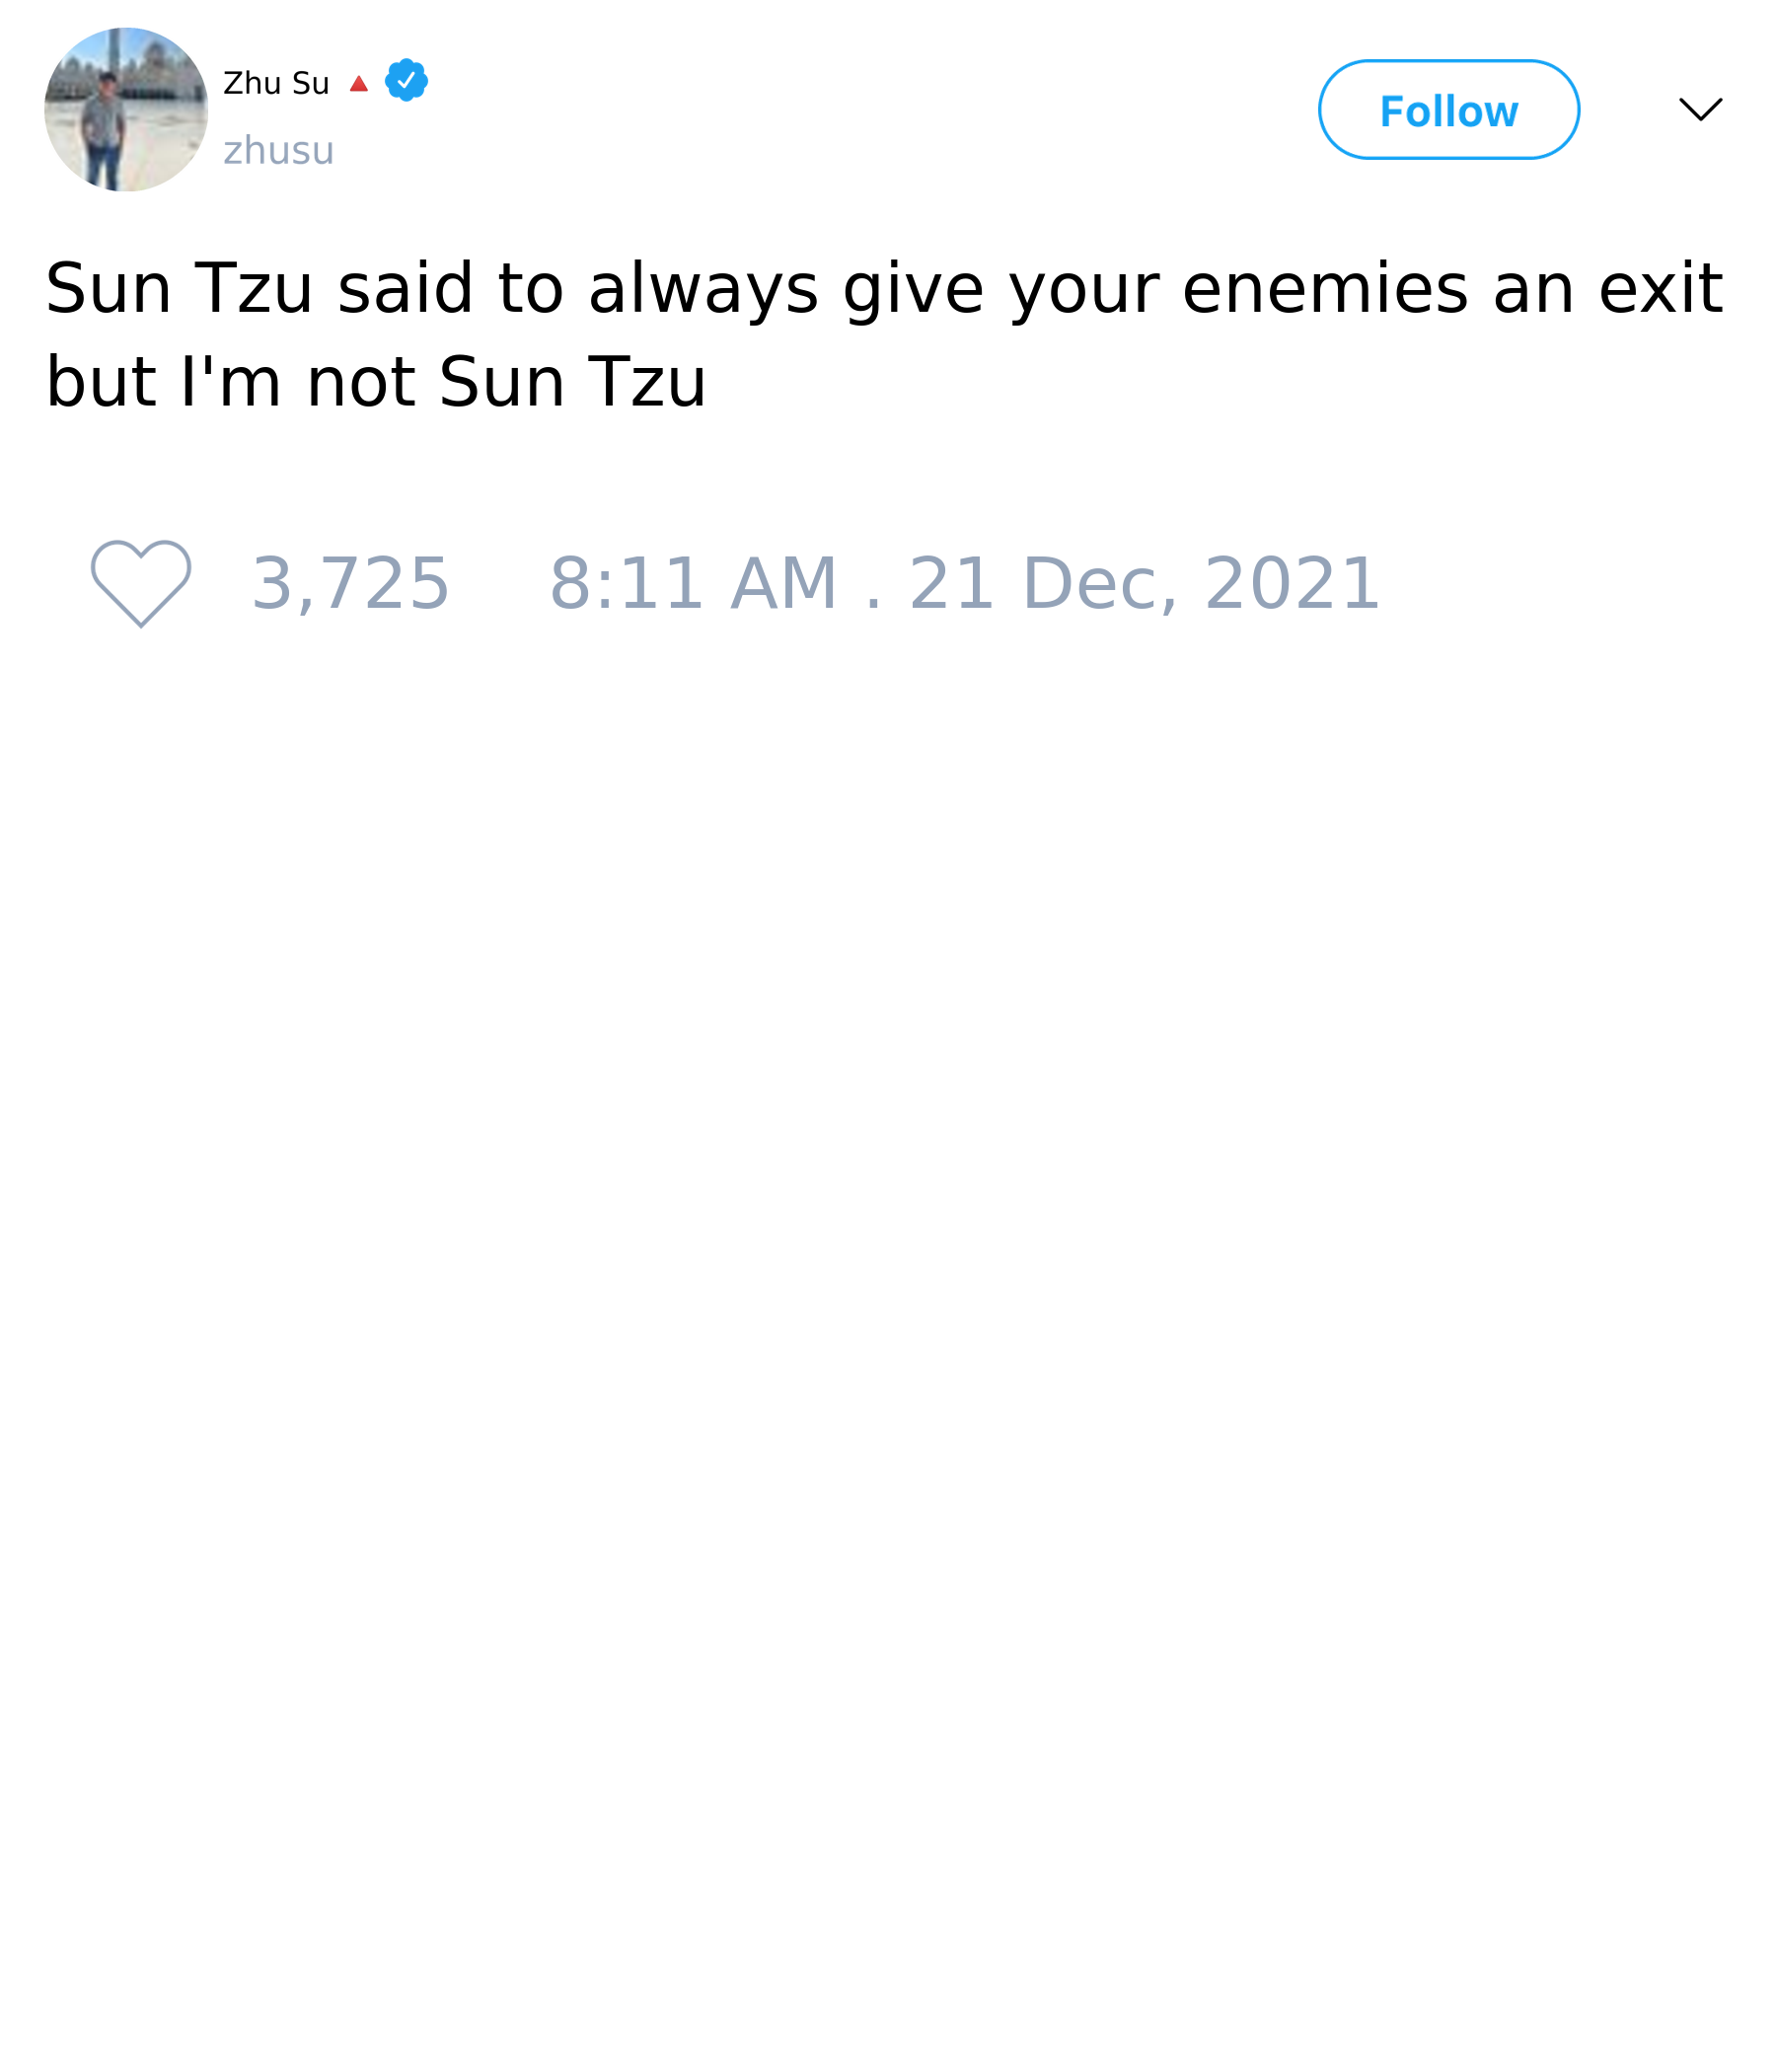 Zhu Su 🔺
zhusu
Follow
Sun Tzu said to always give your enemies an exit
but I'm not Sun Tzu
3,725 8:11 AM . 21 Dec, 2021